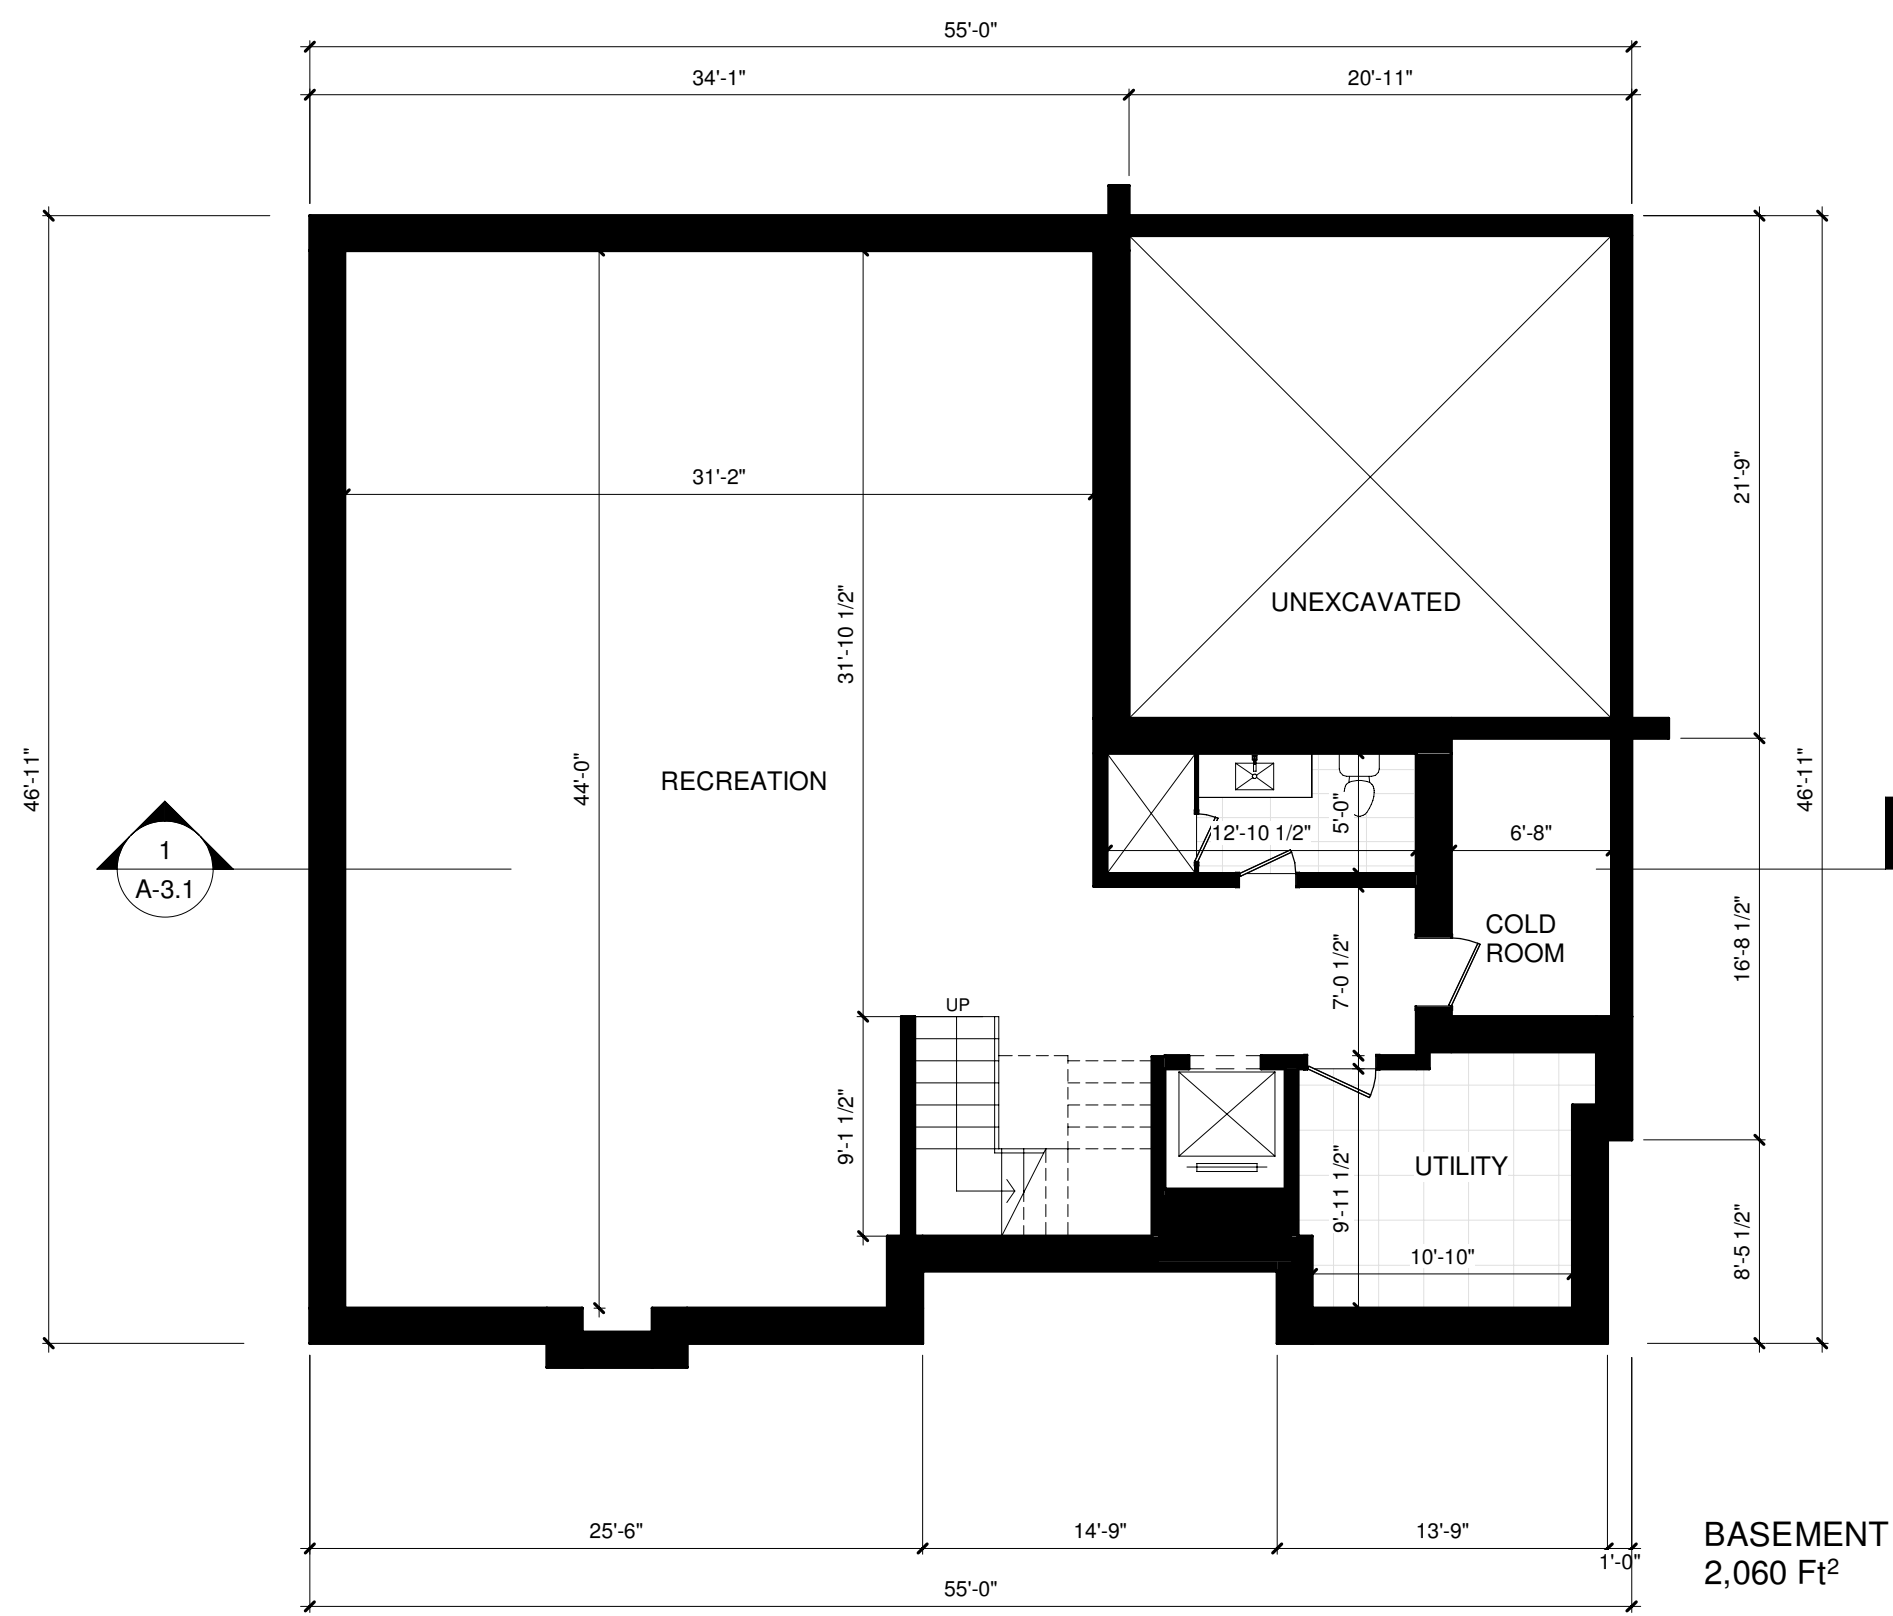 55'-0"
34'-1"
20'-11"
31'-2"
21'-9"
UNEXCAVATED
31'-10 1/2"
46'-11"
44'-0"
RECREATION
46'-11"
5'-0"
12'-10 1/2"
6'-8"
1
A-3.1
COLD
ROOM
16'-8 1/2"
7'-0 1/2"
UP
9'-1 1/2"
UTILITY
9'-11 1/2"
8'-5 1/2"
10'-10"
25'-6"
14'-9"
13'-9"
1'-0"
55'-0"
BASEMENT
2,060 Ft²